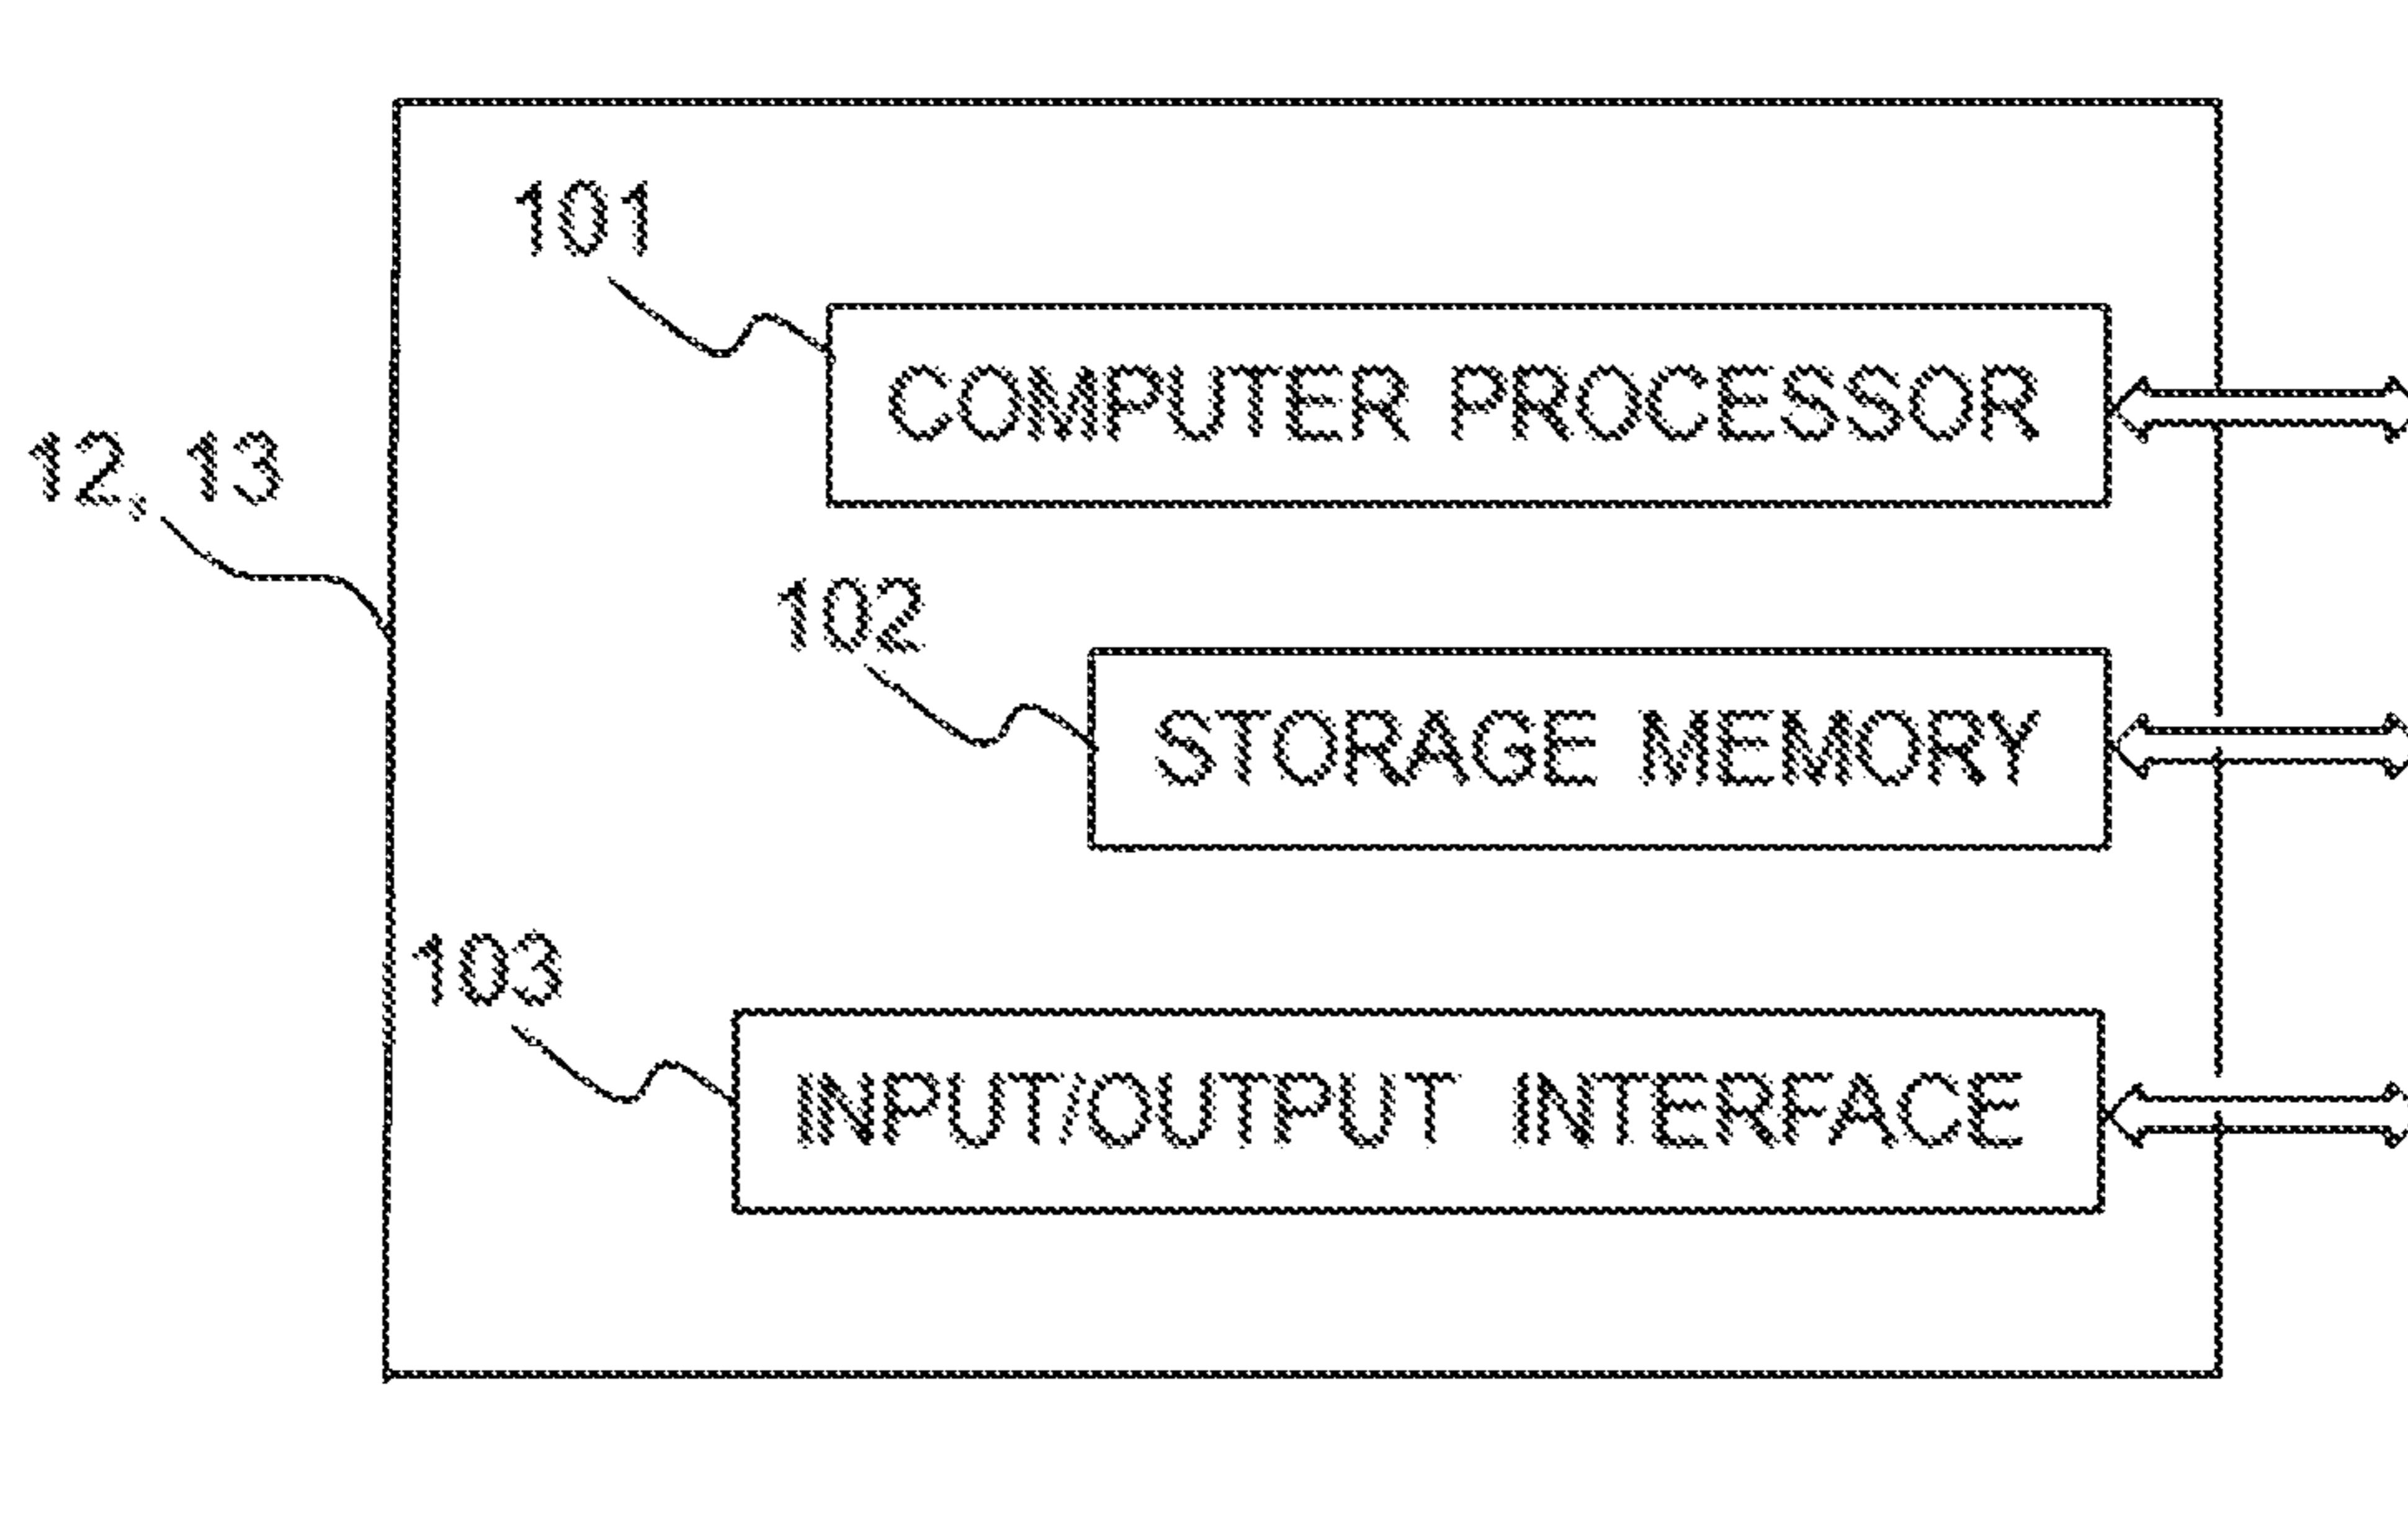 101
COMPUTER PROCESSOR
12, 13
102
STORAGE MEMORY
103
INPUT/OUTPUT INTERFACE